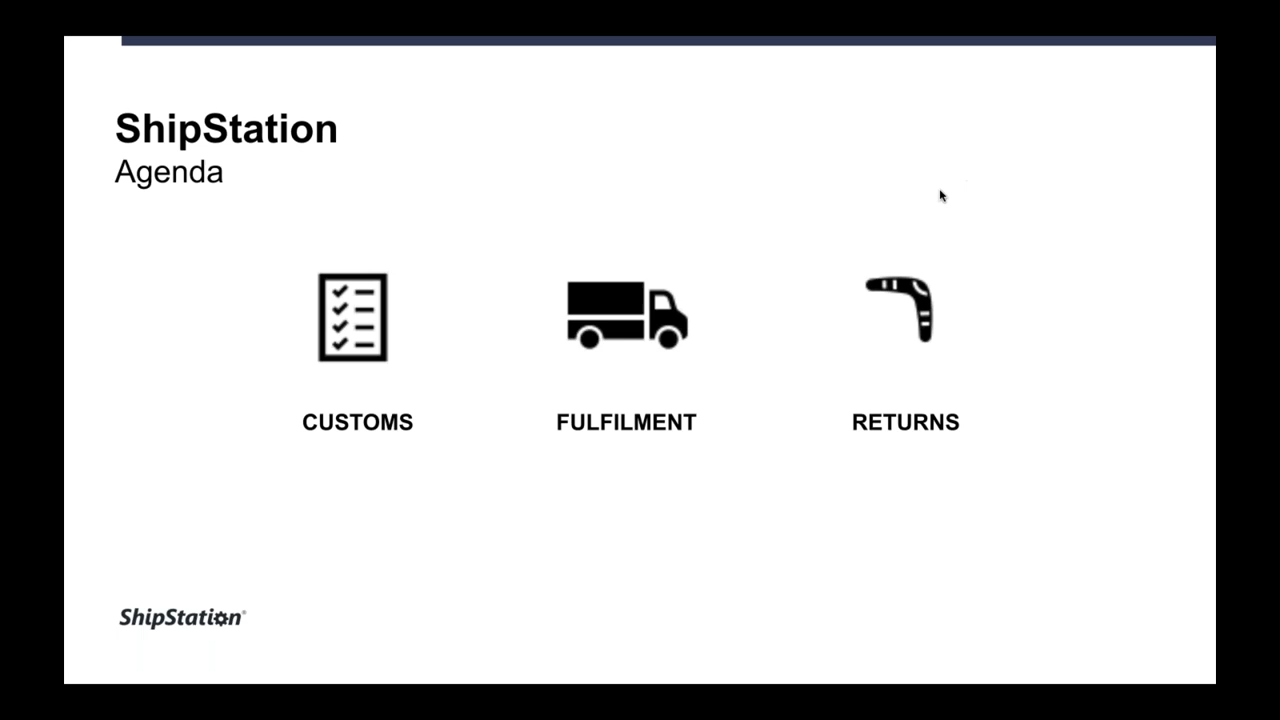 ShipStation
Agenda
CUSTOMS
FULFILMENT
RETURNS
ShipStation®